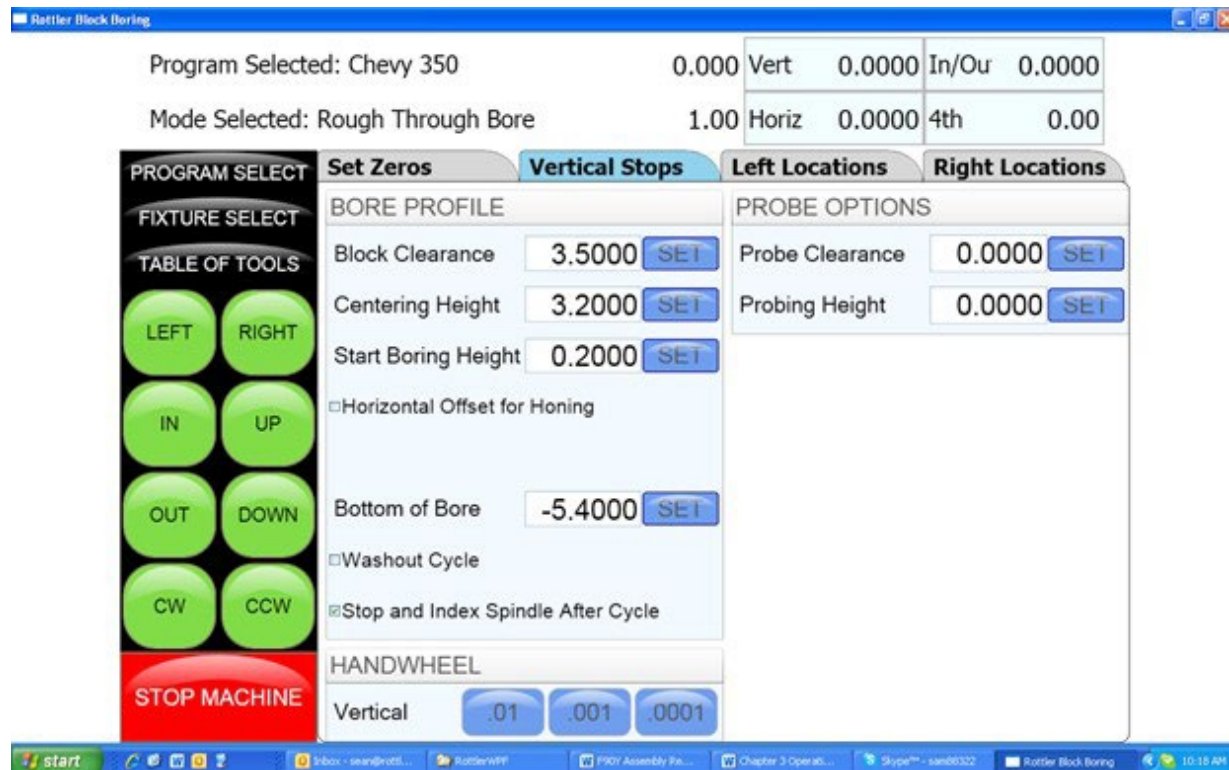 Rottler Block Boring
Program Selected: Chevy 350 0.000 Vert 0.0000 In/Ou 0.0000
Mode Selected: Rough Through Bore 1.00 Horiz 0.0000 4th 0.00
PROGRAM SELECT
FIXTURE SELECT
TABLE OF TOOLS
LEFT RIGHT
IN UP
OUT DOWN
CW CCW
STOP MACHINE
Set Zeros Vertical Stops Left Locations Right Locations
BORE PROFILE
Block Clearance 3.5000 SET
Centering Height 3.2000 SET
Start Boring Height 0.2000 SET
Horizontal Offset for Honing
Bottom of Bore -5.4000 SET
Washout Cycle
Stop and Index Spindle After Cycle
HANDWHEEL
Vertical .01 .001 .0001
PROBE OPTIONS
Probe Clearance 0.0000 SET
Probing Height 0.0000 SET
start Inbox - sean@rottl... RottlerWPF F90Y Assembly Re... Chapter 3 Operati... Skype™ - sam88322 Rottler Block Boring 10:18 AM